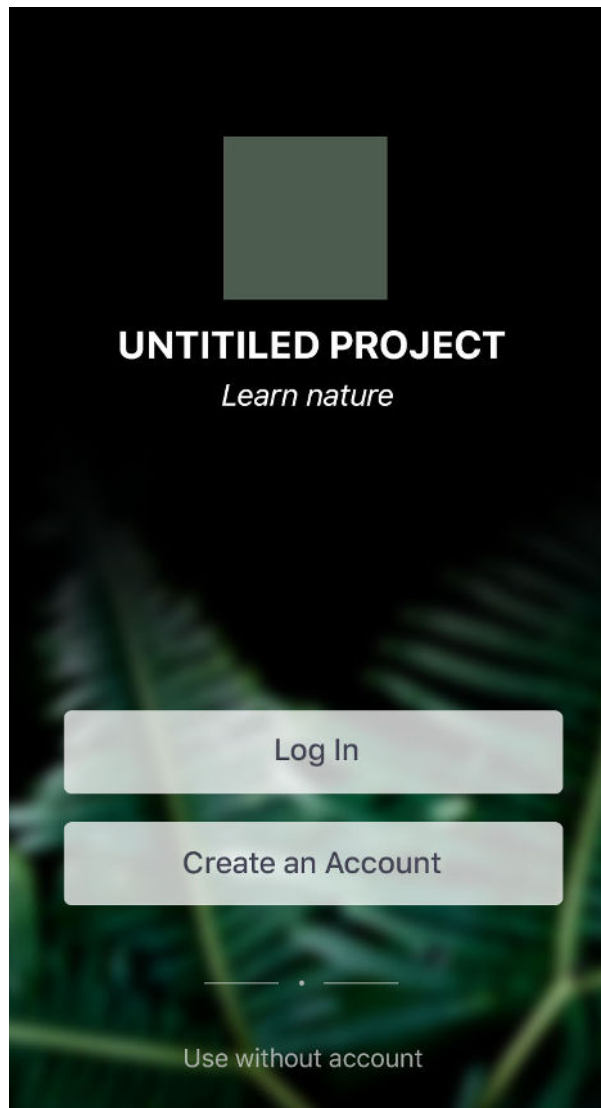 UNTITILED PROJECT
Learn nature
Log In
Create an Account
Use without account